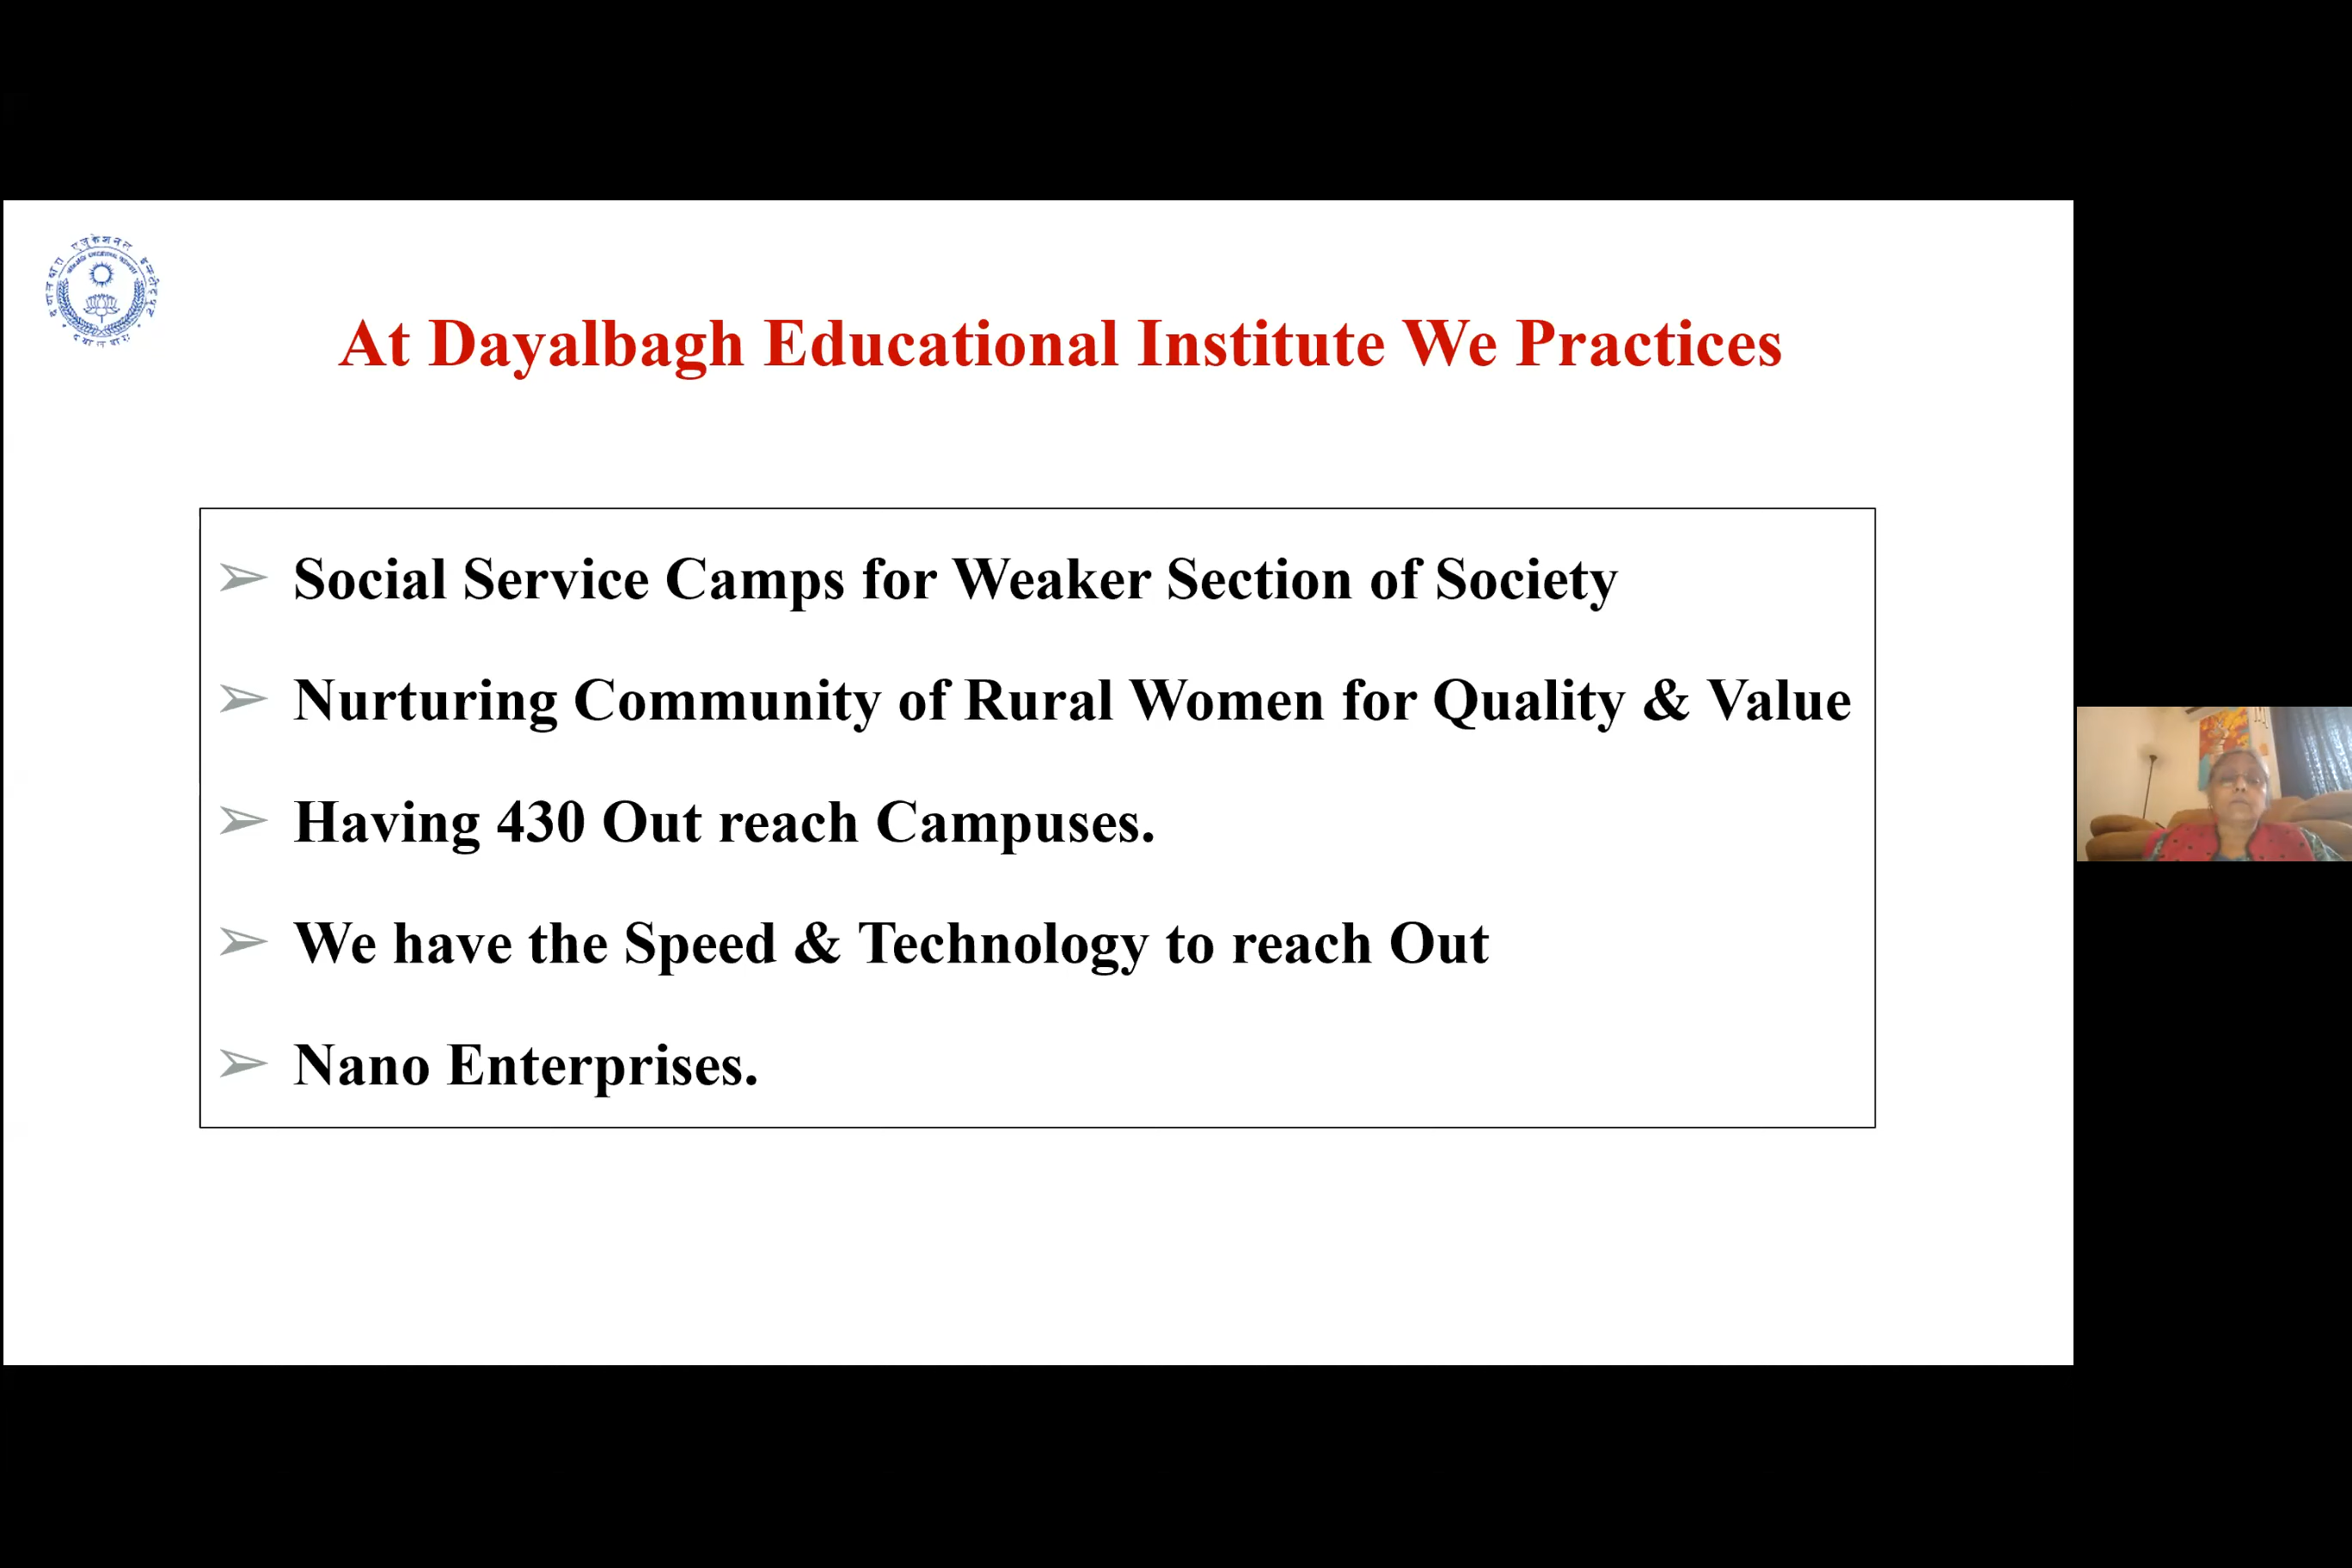 At Dayalbagh Educational Institute We Practices
Social Service Camps for Weaker Section of Society
Nurturing Community of Rural Women for Quality & Value
Having 430 Out reach Campuses.
We have the Speed & Technology to reach Out
Nano Enterprises.